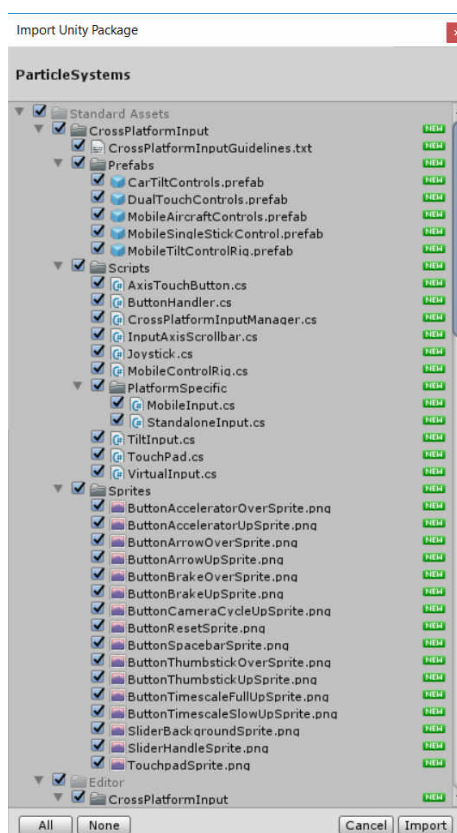 Import Unity Package
ParticleSystems
Standard Assets
CrossPlatformInput NEW
CrossPlatformInputGuidelines.txt NEW
Prefabs NEW
CarTiltControls.prefab NEW
DualTouchControls.prefab NEW
MobileAircraftControls.prefab NEW
MobileSingleStickControl.prefab NEW
MobileTiltControlRig.prefab NEW
Scripts NEW
AxisTouchButton.cs NEW
ButtonHandler.cs NEW
CrossPlatformInputManager.cs NEW
InputAxisScrollbar.cs NEW
Joystick.cs NEW
MobileControlRig.cs NEW
PlatformSpecific NEW
MobileInput.cs NEW
StandaloneInput.cs NEW
TiltInput.cs NEW
TouchPad.cs NEW
VirtualInput.cs NEW
Sprites NEW
ButtonAcceleratorOverSprite.png NEW
ButtonAcceleratorUpSprite.png NEW
ButtonArrowOverSprite.png NEW
ButtonArrowUpSprite.png NEW
ButtonBrakeOverSprite.png NEW
ButtonBrakeUpSprite.png NEW
ButtonCameraCycleUpSprite.png NEW
ButtonResetSprite.png NEW
ButtonSpacebarSprite.png NEW
ButtonThumbstickOverSprite.png NEW
ButtonThumbstickUpSprite.png NEW
ButtonTimescaleFullUpSprite.png NEW
ButtonTimescaleSlowUpSprite.png NEW
SliderBackgroundSprite.png NEW
SliderHandleSprite.png NEW
TouchpadSprite.png NEW
Editor
CrossPlatformInput NEW
All None Cancel Import